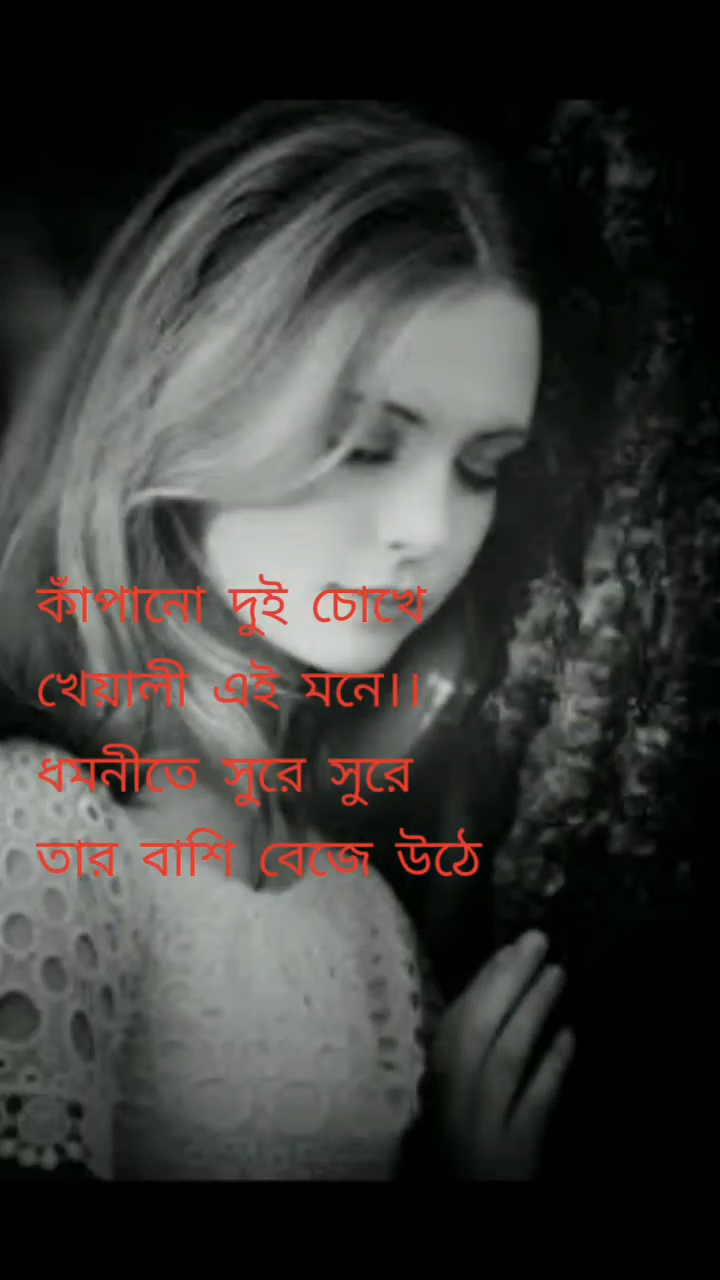 কাঁপানো দুই চোখে
খেয়ালী এই মনে।।
ধমনীতে সুরে সুরে
তার বাশি বেজে উঠে